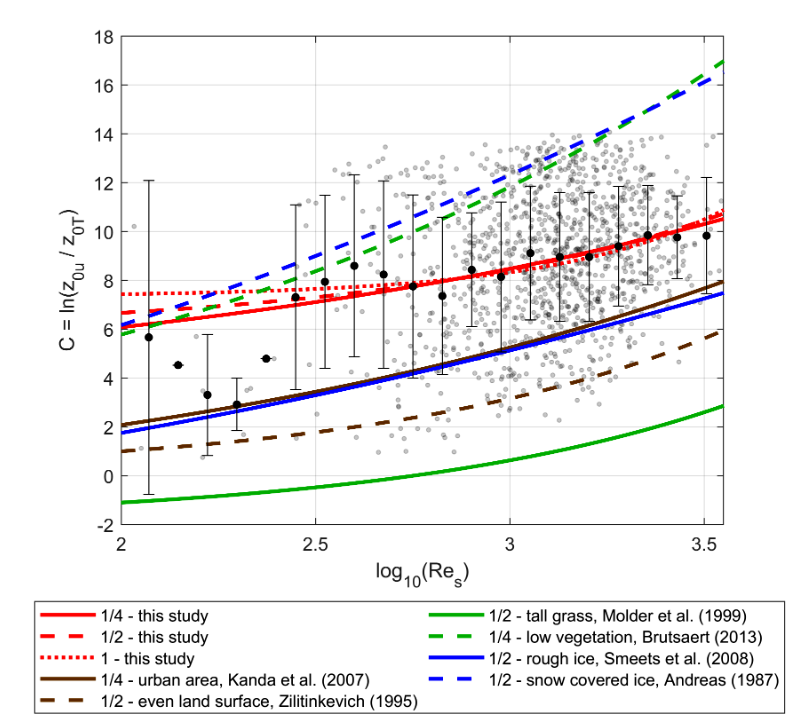 18
16
14
12
10
8
6
4
2
0
-2
C = ln(z0u / z0T)
2
2.5
3
3.5
log10(Res)
1/4 - this study
1/2 - this study
1 - this study
1/4 - urban area, Kanda et al. (2007)
1/2 - even land surface, Zilitinkevich (1995)
1/2 - tall grass, Molder et al. (1999)
1/4 - low vegetation, Brutsaert (2013)
1/2 - rough ice, Smeets et al. (2008)
1/2 - snow covered ice, Andreas (1987)